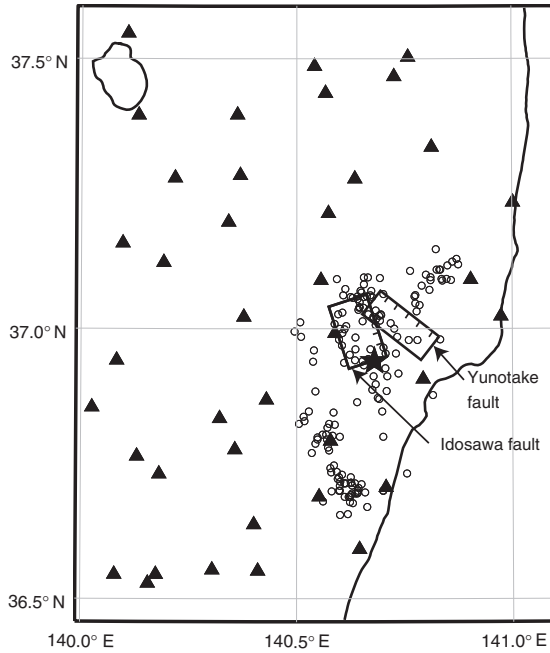 37.5° N
37.0° N
Yunotake
fault
Idosawa fault
36.5° N
140.0° E
140.5° E
141.0° E